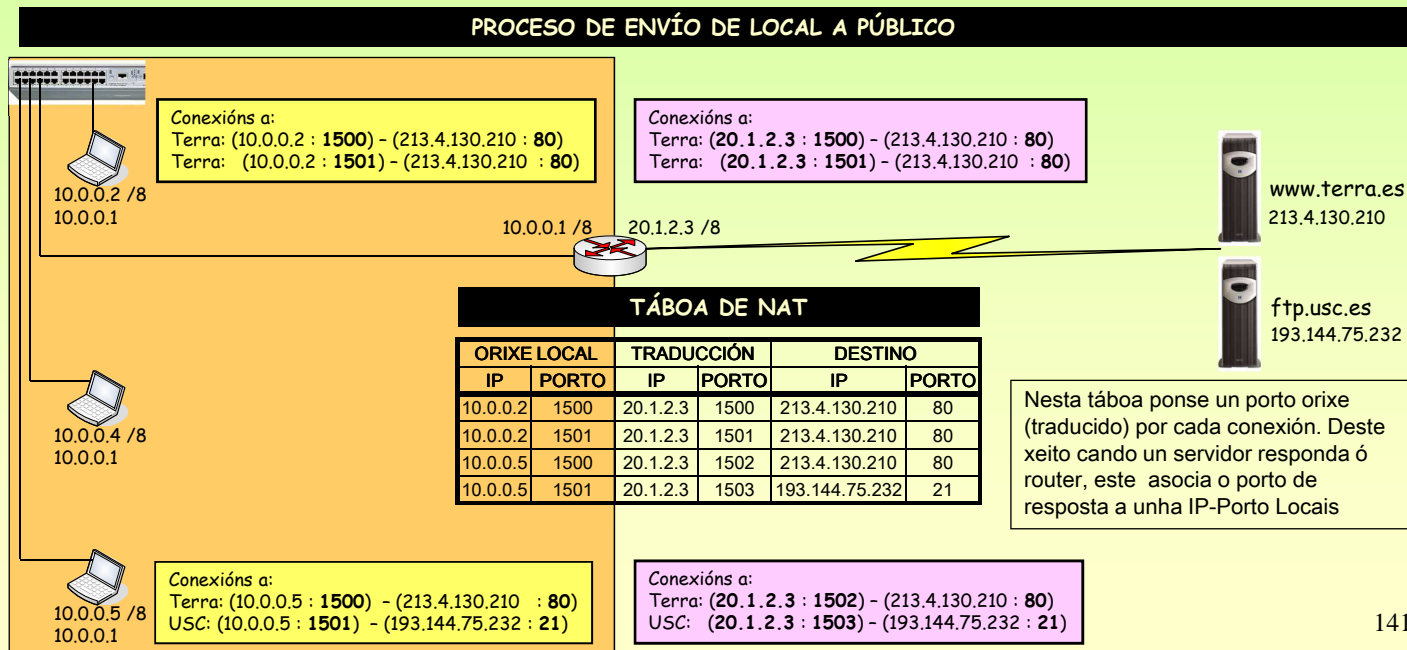 PROCESO DE ENVÍO DE LOCAL A PÚBLICO
Conexións a:
Terra: (10.0.0.2 : 1500) – (213.4.130.210 : 80)
Terra: (10.0.0.2 : 1501) – (213.4.130.210 : 80)
Conexións a:
Terra: (20.1.2.3 : 1500) – (213.4.130.210 : 80)
Terra: (20.1.2.3 : 1501) – (213.4.130.210 : 80)
10.0.0.2 /8
10.0.0.1
www.terra.es
213.4.130.210
10.0.0.1 /8
20.1.2.3 /8
ftp.usc.es
193.144.75.232
TÁBOA DE NAT
ORIXE LOCAL TRADUCCIÓN DESTINO
IP PORTO IP PORTO IP PORTO
10.0.0.2 1500 20.1.2.3 1500 213.4.130.210 80
10.0.0.2 1501 20.1.2.3 1501 213.4.130.210 80
10.0.0.5 1500 20.1.2.3 1502 213.4.130.210 80
10.0.0.5 1501 20.1.2.3 1503 193.144.75.232 21
Nesta táboa ponse un porto orixe
(traducido) por cada conexión. Deste
xeito cando un servidor responda ó
router, este asocia o porto de
resposta a unha IP-Porto Locais
10.0.0.4 /8
10.0.0.1
10.0.0.5 /8
10.0.0.1
Conexións a:
Terra: (10.0.0.5 : 1500) – (213.4.130.210 : 80)
USC: (10.0.0.5 : 1501) – (193.144.75.232 : 21)
Conexións a:
Terra: (20.1.2.3 : 1502) – (213.4.130.210 : 80)
USC: (20.1.2.3 : 1503) – (193.144.75.232 : 21)
141